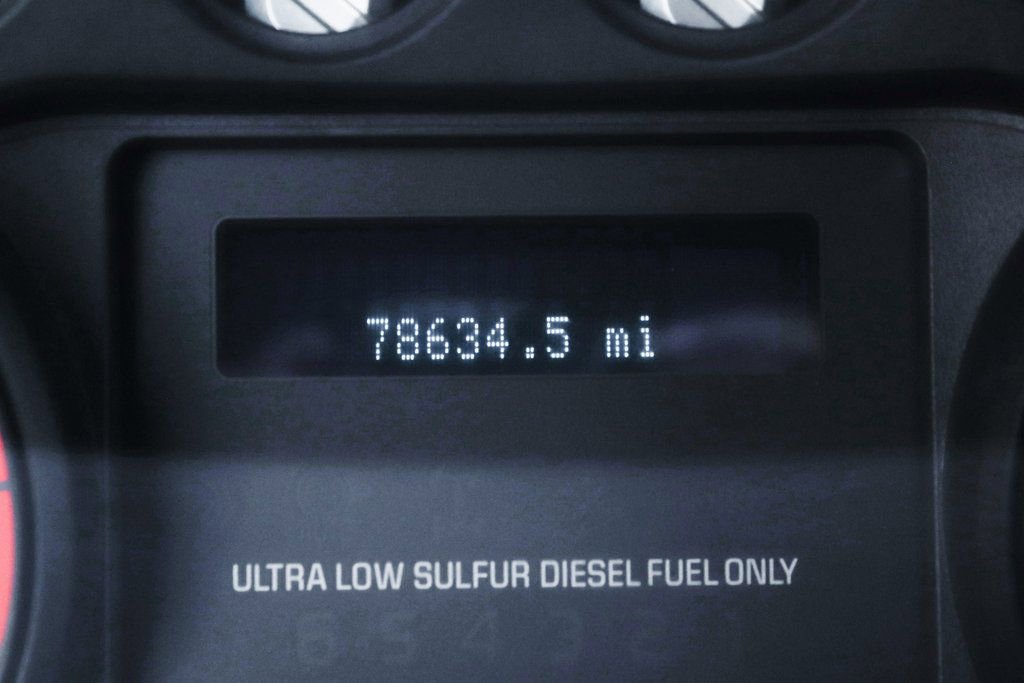 78634.5 mi
ULTRA LOW SULFUR DIESEL FUEL ONLY